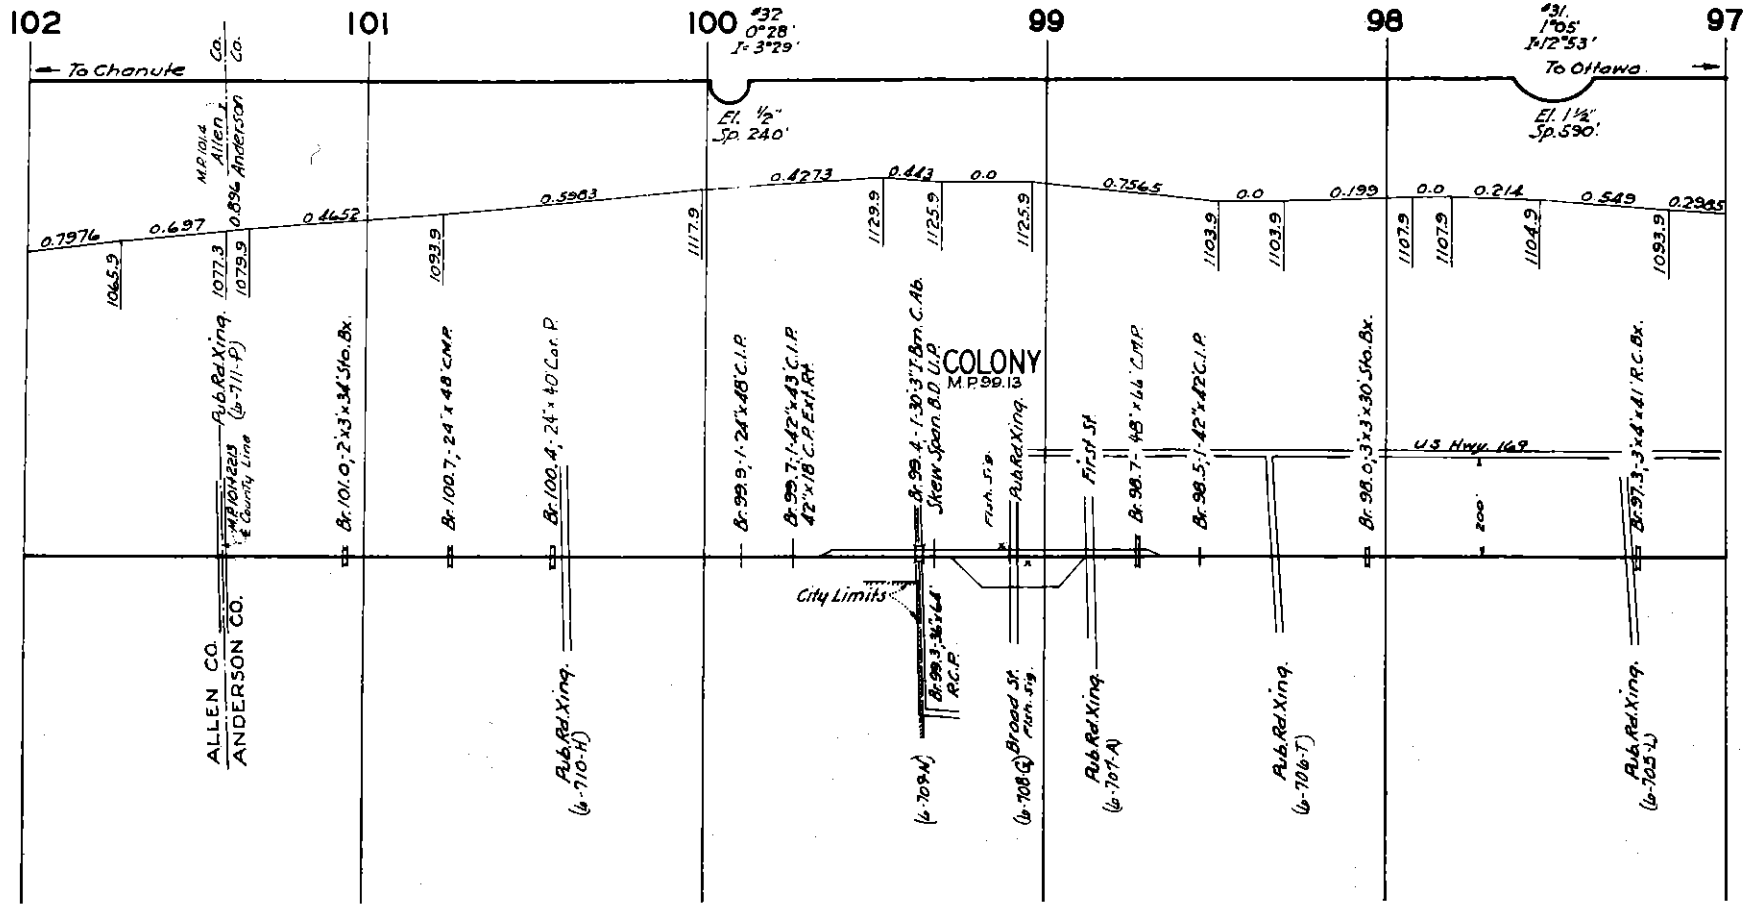 102
101
100
99
98
97
#32
0°28'
I=3°29'
#31.
1°05'
I=12°53'
To Chanute
To Ottawa
Co.
Co.
M.P. 101.4
Allen
Anderson
El. 1/2"
Sp. 240'
El. 1 1/2"
Sp. 590'
0.7976
0.697
0.896
0.4652
0.5983
0.4273
0.443
0.0
0.7565
0.0
0.199
0.0
0.214
0.549
0.2985
1065.9
1077.3
1079.9
1093.9
1117.9
1129.9
1125.9
1125.9
1103.9
1103.9
1107.9
1107.9
1104.9
1093.9
Pub.Rd.Xing.
(6-711-P)
M.P.101+2213
℄ County Line
Br. 101.0,-2'x3'x34' Sto. Bx.
Br. 100.7,-24"x48' C.M.P.
Br. 100.4,-24"x40' Cor. P.
Br. 99.9,-1-24"x48' C.I.P.
Br. 99.7,-1-42"x43' C.I.P.
42"x18' C.P. Ext. Rt.
Br. 99.4-1-30'3" I-Bm. C. Ab.
Skew Span. B.D. U.P.
COLONY
M.P. 99.13
Flsh. Sig.
Pub.Rd.Xing.
First St.
Br. 98.7-48"x66' C.M.P.
Br. 98.5,-1-42"x42' C.I.P.
Br. 98.0,-3'x3'x30' Sto. Bx.
US Hwy. 169
200'
Br. 97.3,-3'x4'x41' R.C. Bx.
City Limits
Br. 99.3, 36"x64'
R.C.P.
ALLEN CO.
ANDERSON CO.
Pub.Rd.Xing.
(6-710-H)
(6-709-N)
(6-708-G) Broad St.
Flsh. Sig.
Pub.Rd.Xing.
(6-707-A)
Pub.Rd.Xing.
(6-706-T)
Pub.Rd.Xing.
(6-705-L)